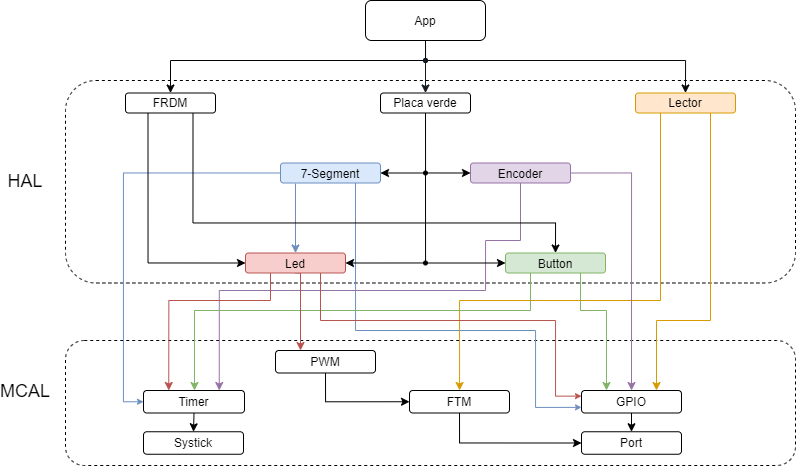 App
FRDM
Placa verde
Lector
HAL
7-Segment
Encoder
Led
Button
MCAL
PWM
Timer
FTM
GPIO
Systick
Port